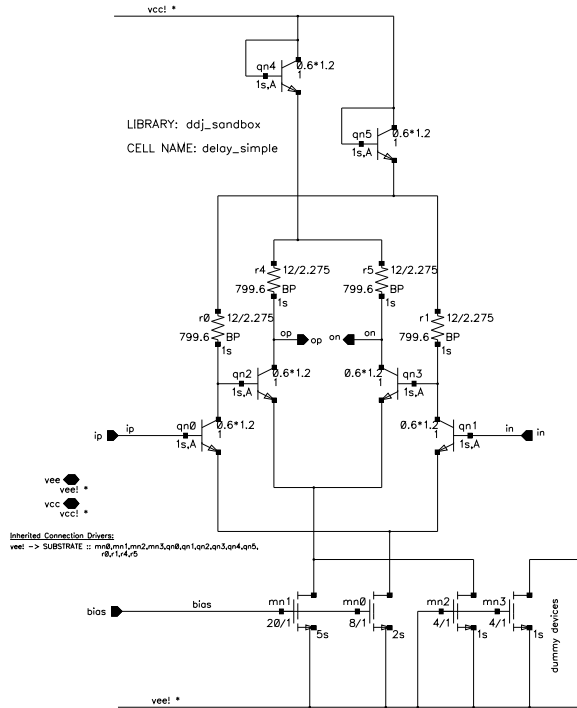 vcc! *
qn4
0.6*1.2
1
1s,A
LIBRARY: ddj_sandbox
CELL NAME: delay_simple
qn5
0.6*1.2
1
1s,A
r4
12/2.275
799.6
BP
1s
r5
12/2.275
799.6
BP
1s
r0
12/2.275
799.6
BP
1s
r1
12/2.275
799.6
BP
1s
op
op
on
on
qn2
0.6*1.2
1
1s,A
qn3
0.6*1.2
1
1s,A
ip
ip
qn0
0.6*1.2
1
1s,A
qn1
0.6*1.2
1
1s,A
in
in
vee
vee! *
vcc
vcc! *
Inherited Connection Drivers:
vee! -> SUBSTRATE :: mn0,mn1,mn2,mn3,qn0,qn1,qn2,qn3,qn4,qn5,
r0,r1,r4,r5
bias
bias
mn1
20/1
5s
mn0
8/1
2s
mn2
4/1
1s
mn3
4/1
1s
dummy devices
vee! *